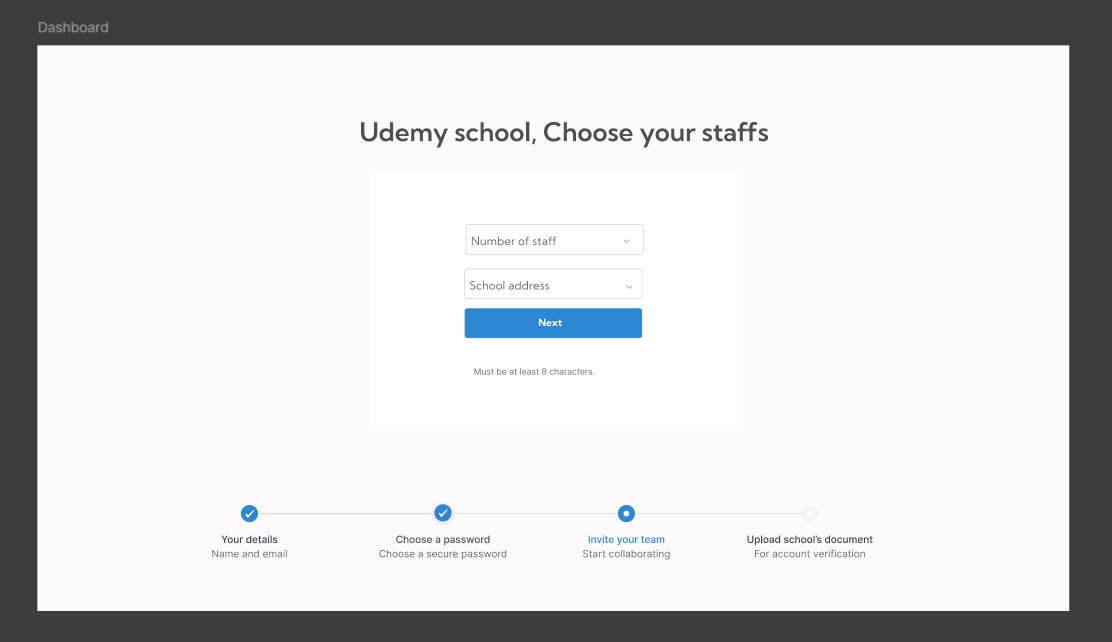 Dashboard
Udemy school, Choose your staffs
Number of staff
School address
Next
Must be at least 8 characters.
Your details
Name and email
Choose a password
Choose a secure password
Invite your team
Start collaborating
Upload school's document
For account verification